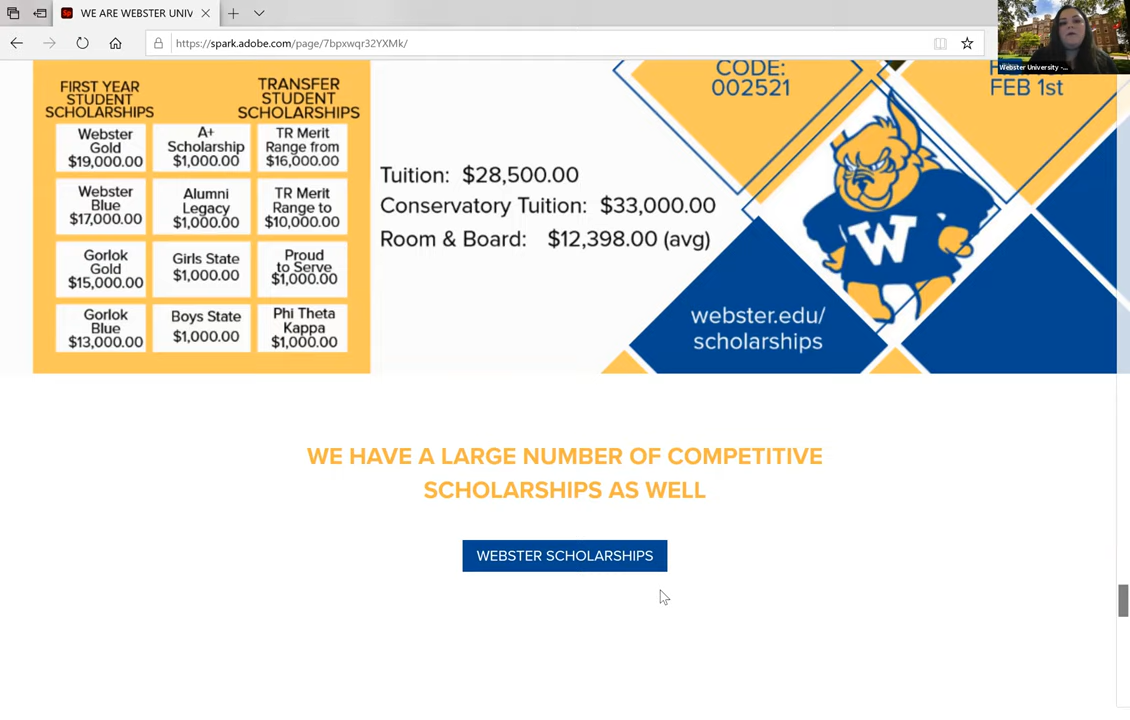 WE ARE WEBSTER UNIV
https://spark.adobe.com/page/7bpxwqr32YXMk/
Webster University -...
FIRST YEAR
STUDENT
SCHOLARSHIPS
TRANSFER
STUDENT
SCHOLARSHIPS
Webster
Gold
$19,000.00
A+
Scholarship
$1,000.00
TR Merit
Range from
$16,000.00
Webster
Blue
$17,000.00
Alumni
Legacy
$1,000.00
TR Merit
Range to
$10,000.00
Gorlok
Gold
$15,000.00
Girls State
$1,000.00
Proud
to Serve
$1,000.00
Gorlok
Blue
$13,000.00
Boys State
$1,000.00
Phi Theta
Kappa
$1,000.00
Tuition: $28,500.00
Conservatory Tuition: $33,000.00
Room & Board: $12,398.00 (avg)
CODE:
002521
FEB 1st
W
webster.edu/
scholarships
WE HAVE A LARGE NUMBER OF COMPETITIVE
SCHOLARSHIPS AS WELL
WEBSTER SCHOLARSHIPS